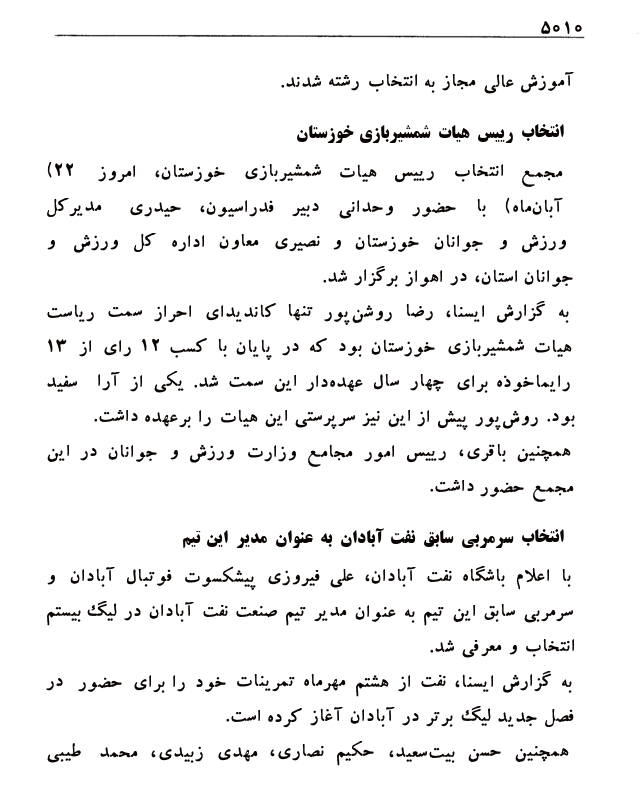 ۵۰۱۰
آموزش عالی مجاز به انتخاب رشته شدند.
انتخاب رییس هیات شمشیربازی خوزستان
مجمع انتخاب رییس هیات شمشیربازی خوزستان، امروز ۲۲)
آبان‌ماه) با حضور وحدانی دبیر فدراسیون، حیدری مدیرکل
ورزش و جوانان خوزستان و نصیری معاون اداره کل ورزش و
جوانان استان، در اهواز برگزار شد.
به گزارش ایسنا، رضا روشن‌پور تنها کاندیدای احراز سمت ریاست
هیات شمشیربازی خوزستان بود که در پایان با کسب ۱۲ رای از ۱۳
رایماخوذه برای چهار سال عهده‌دار این سمت شد. یکی از آرا سفید
بود. روش‌پور پیش از این نیز سرپرستی این هیات را برعهده داشت.
همچنین باقری، رییس امور مجامع وزارت ورزش و جوانان در این
مجمع حضور داشت.
انتخاب سرمربی سابق نفت آبادان به عنوان مدیر این تیم
با اعلام باشگاه نفت آبادان، علی فیروزی پیشکسوت فوتبال آبادان و
سرمربی سابق این تیم به عنوان مدیر تیم صنعت نفت آبادان در لیگ بیستم
انتخاب و معرفی شد.
به گزارش ایسنا، نفت از هشتم مهرماه تمرینات خود را برای حضور در
فصل جدید لیگ برتر در آبادان آغاز کرده است.
همچنین حسن بیت‌سعید، حکیم نصاری، مهدی زبیدی، محمد طیبی